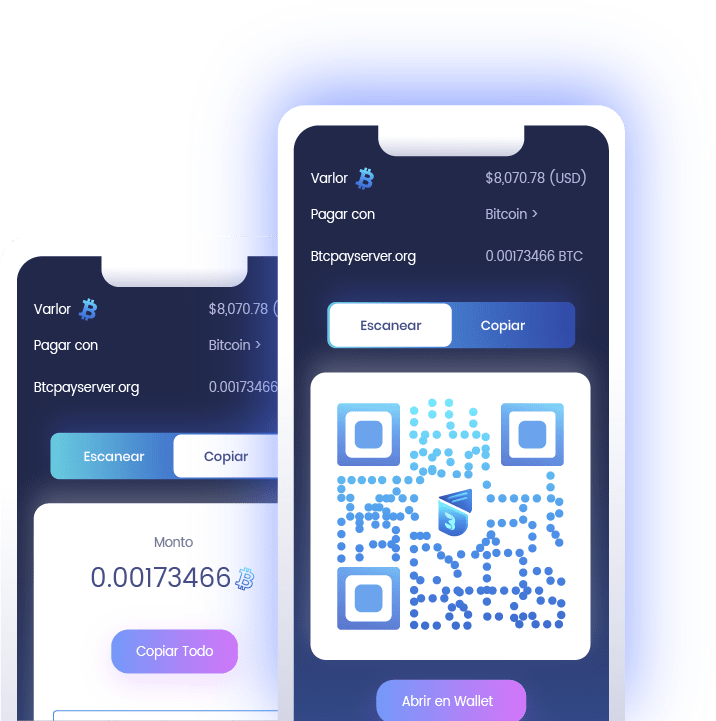 Varlor $8,070.78 (USD)
Pagar con Bitcoin >
Btcpayserver.org 0.00173466 BTC
Escanear Copiar
Abrir en Wallet
Varlor $8,070.78 (
Pagar con Bitcoin >
Btcpayserver.org 0.00173466
Escanear Copiar
Monto
0.00173466
Copiar Todo